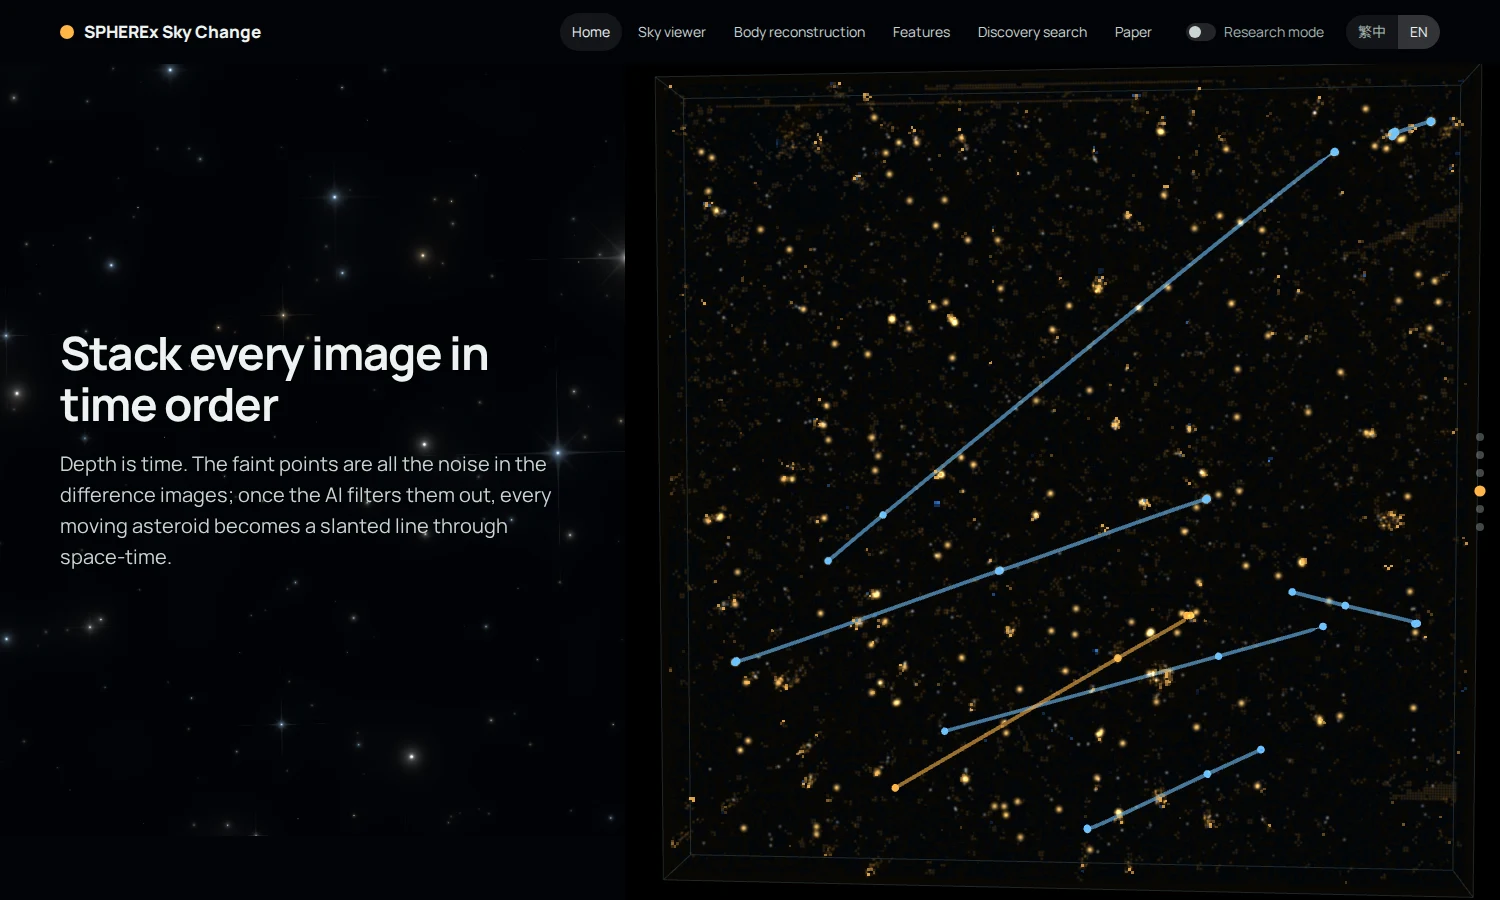 SPHEREx Sky Change
Home
Sky viewer
Body reconstruction
Features
Discovery search
Paper
Research mode
繁中
EN
Stack every image in
time order
Depth is time. The faint points are all the noise in the
difference images; once the AI filters them out, every
moving asteroid becomes a slanted line through
space-time.